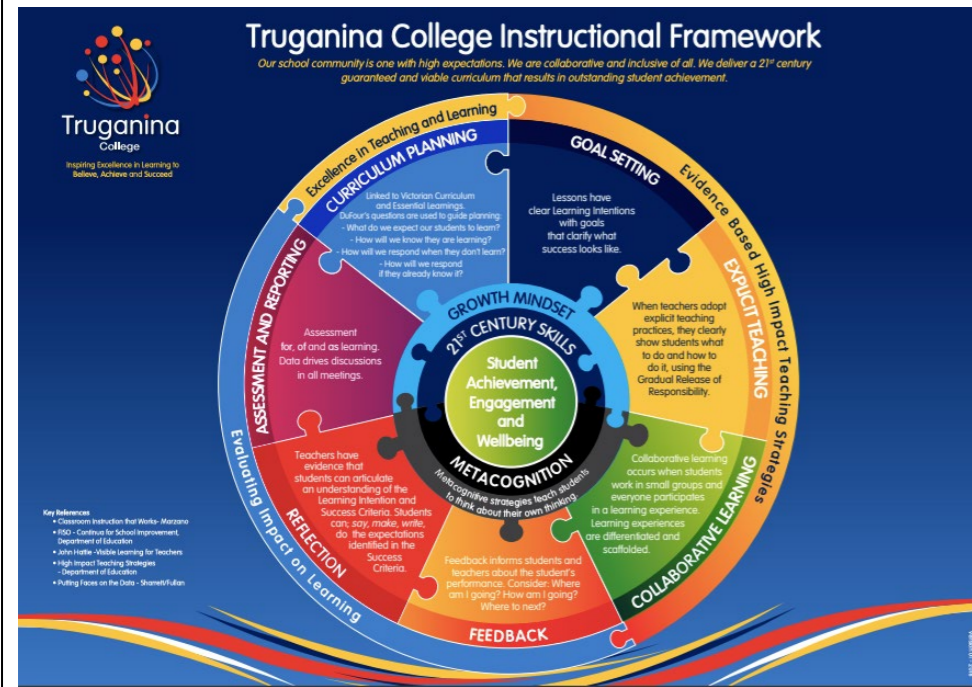 Truganina College Instructional Framework
Our school community is one with high expectations. We are collaborative and inclusive of all. We deliver a 21st century
guaranteed and viable curriculum that results in outstanding student achievement.
Truganina
College
Inspiring Excellence in Learning to
Believe, Achieve and Succeed
Excellence in Teaching and Learning
CURRICULUM PLANNING
Linked to Victorian Curriculum
and Essential Learnings.
DuFour's questions are used to guide planning:
- What do we expect our students to learn?
- How will we know they are learning?
- How will we respond when they don't learn?
- How will we respond
if they already know it?
GOAL SETTING
Lessons have
clear Learning Intentions
with goals
that clarify what
success looks like.
Evidence Based High Impact Teaching Strategies
EXPLICIT TEACHING
When teachers adopt
explicit teaching
practices, they clearly
show students what
to do and how to
do it, using the
Gradual Release of
Responsibility.
COLLABORATIVE LEARNING
Collaborative learning
occurs when students
work in small groups and
everyone participates
in a learning experience.
Learning experiences
are differentiated and
scaffolded.
FEEDBACK
Feedback informs students and
teachers about the student's
performance. Consider: Where
am I going? How am I going?
Where to next?
REFLECTION
Teachers have
evidence that
students can articulate
an understanding of the
Learning Intention and
Success Criteria. Students
can; say, make, write,
do the expectations
identified in the
Success
Criteria.
Evaluating Impact on Learning
ASSESSMENT AND REPORTING
Assessment
for, of and as learning.
Data drives discussions
in all meetings.
GROWTH MINDSET
21ST CENTURY SKILLS
Student
Achievement,
Engagement
and
Wellbeing
METACOGNITION
Metacognitive strategies teach students
to think about their own thinking.
Key References
• Classroom Instruction that Works- Marzano
• FISO - Continua for School Improvement,
Department of Education
• John Hattie -Visible Learning for Teachers
• High Impact Teaching Strategies
- Department of Education
• Putting Faces on the Data - Sharrett/Fullan